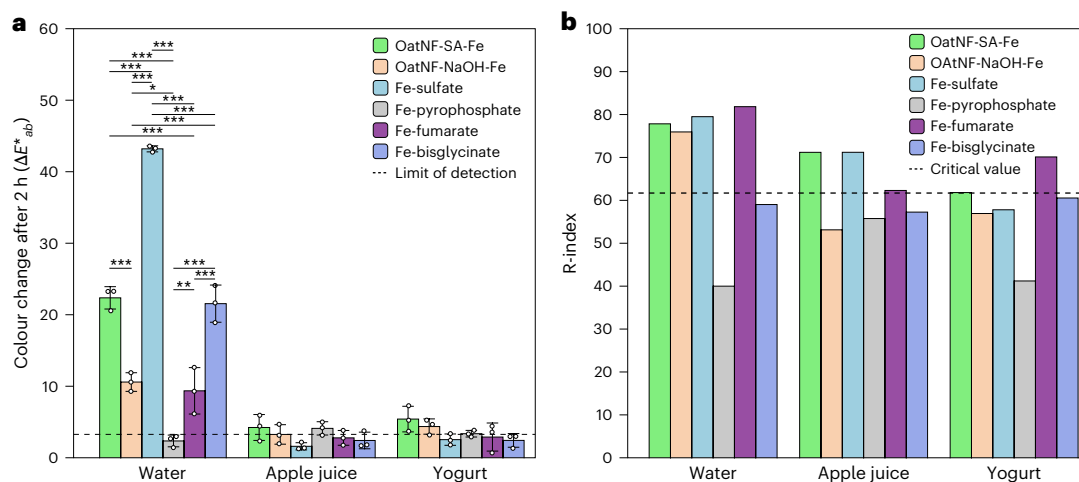 a
Colour change after 2 h (ΔE*ab)
60
50
40
30
20
10
0
***
***
***
***
*
***
***
***
***
***
***
***
**
OatNF-SA-Fe
OatNF-NaOH-Fe
Fe-sulfate
Fe-pyrophosphate
Fe-fumarate
Fe-bisglycinate
Limit of detection
Water
Apple juice
Yogurt
b
R-index
100
90
80
70
60
50
40
30
20
10
0
OatNF-SA-Fe
OAtNF-NaOH-Fe
Fe-sulfate
Fe-pyrophosphate
Fe-fumarate
Fe-bisglycinate
Critical value
Water
Apple juice
Yogurt